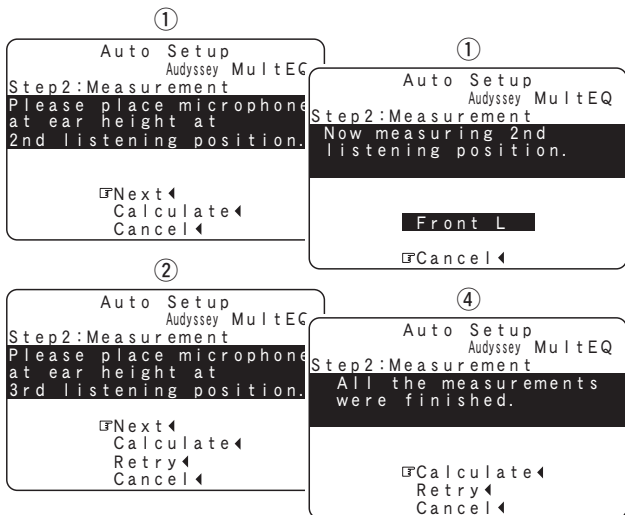 ①
Auto Setup
Audyssey MultEQ
Step2:Measurement
Please place microphone
at ear height at
2nd listening position.
☞Next◀
Calculate◀
Cancel◀
①
Auto Setup
Audyssey MultEQ
Step2:Measurement
Now measuring 2nd
listening position.
Front L
☞Cancel◀
②
Auto Setup
Audyssey MultEQ
Step2:Measurement
Please place microphone
at ear height at
3rd listening position.
☞Next◀
Calculate◀
Retry◀
Cancel◀
④
Auto Setup
Audyssey MultEQ
Step2:Measurement
All the measurements
were finished.
☞Calculate◀
Retry◀
Cancel◀